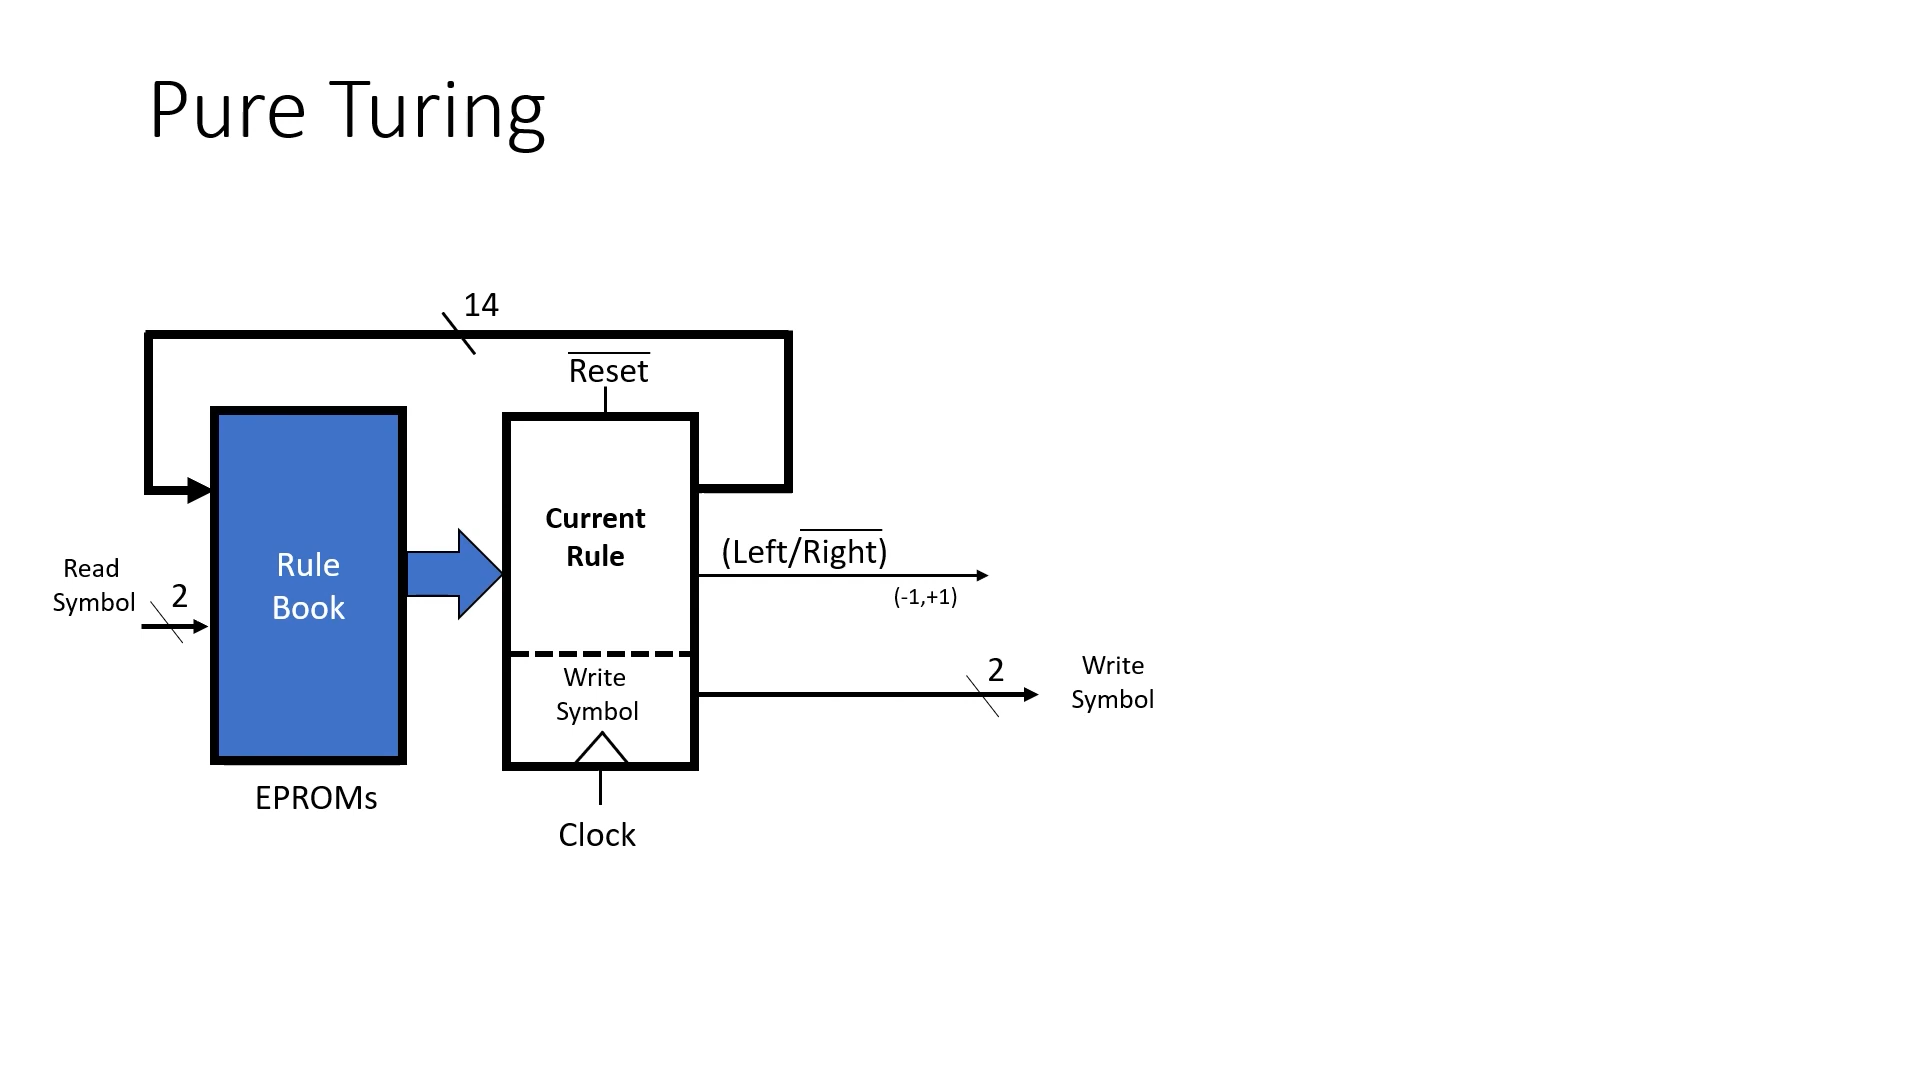 Pure Turing
14
Reset
Current
Rule
(Left/Right)
(-1,+1)
Read
Symbol
2
Rule
Book
Write
Symbol
2
Write
Symbol
EPROMs
Clock